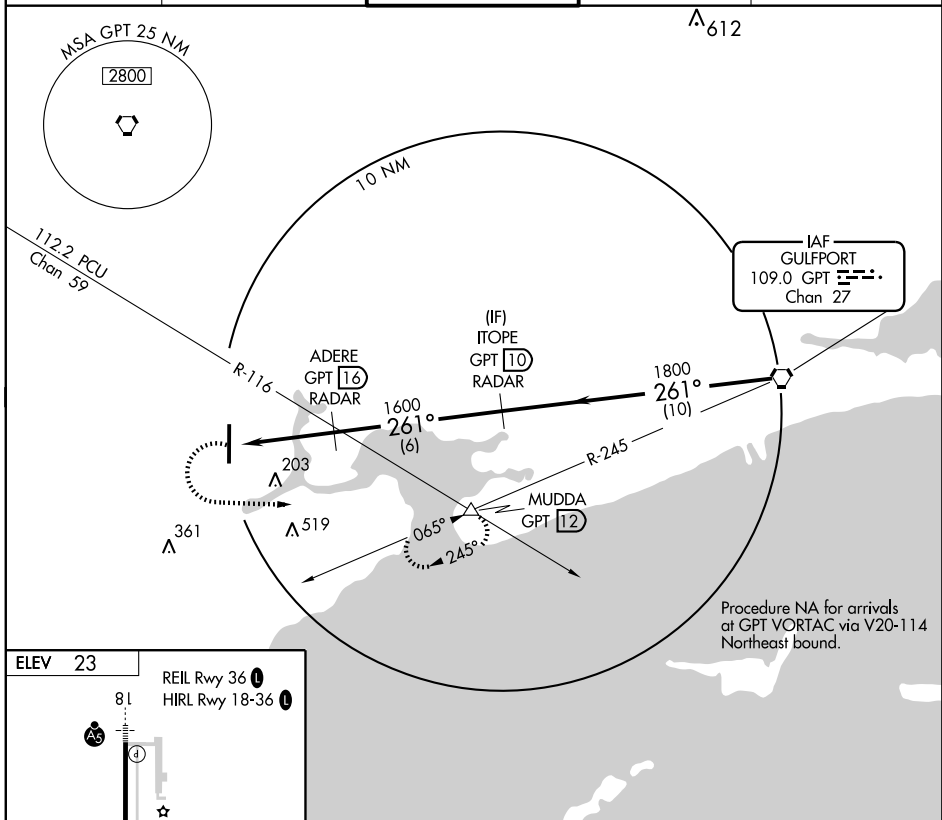 612
MSA GPT 25 NM
2800
10 NM
112.2 PCU
Chan 59
R-116
IAF
GULFPORT
109.0 GPT
Chan 27
(IF)
ITOPE
GPT 10
RADAR
ADERE
GPT 16
RADAR
1800
261°
(10)
1600
261°
(6)
R-245
203
519
361
MUDDA
GPT 12
065°
245°
Procedure NA for arrivals
at GPT VORTAC via V20-114
Northeast bound.
ELEV 23
REIL Rwy 36 L
HIRL Rwy 18-36 L
18
A5
P